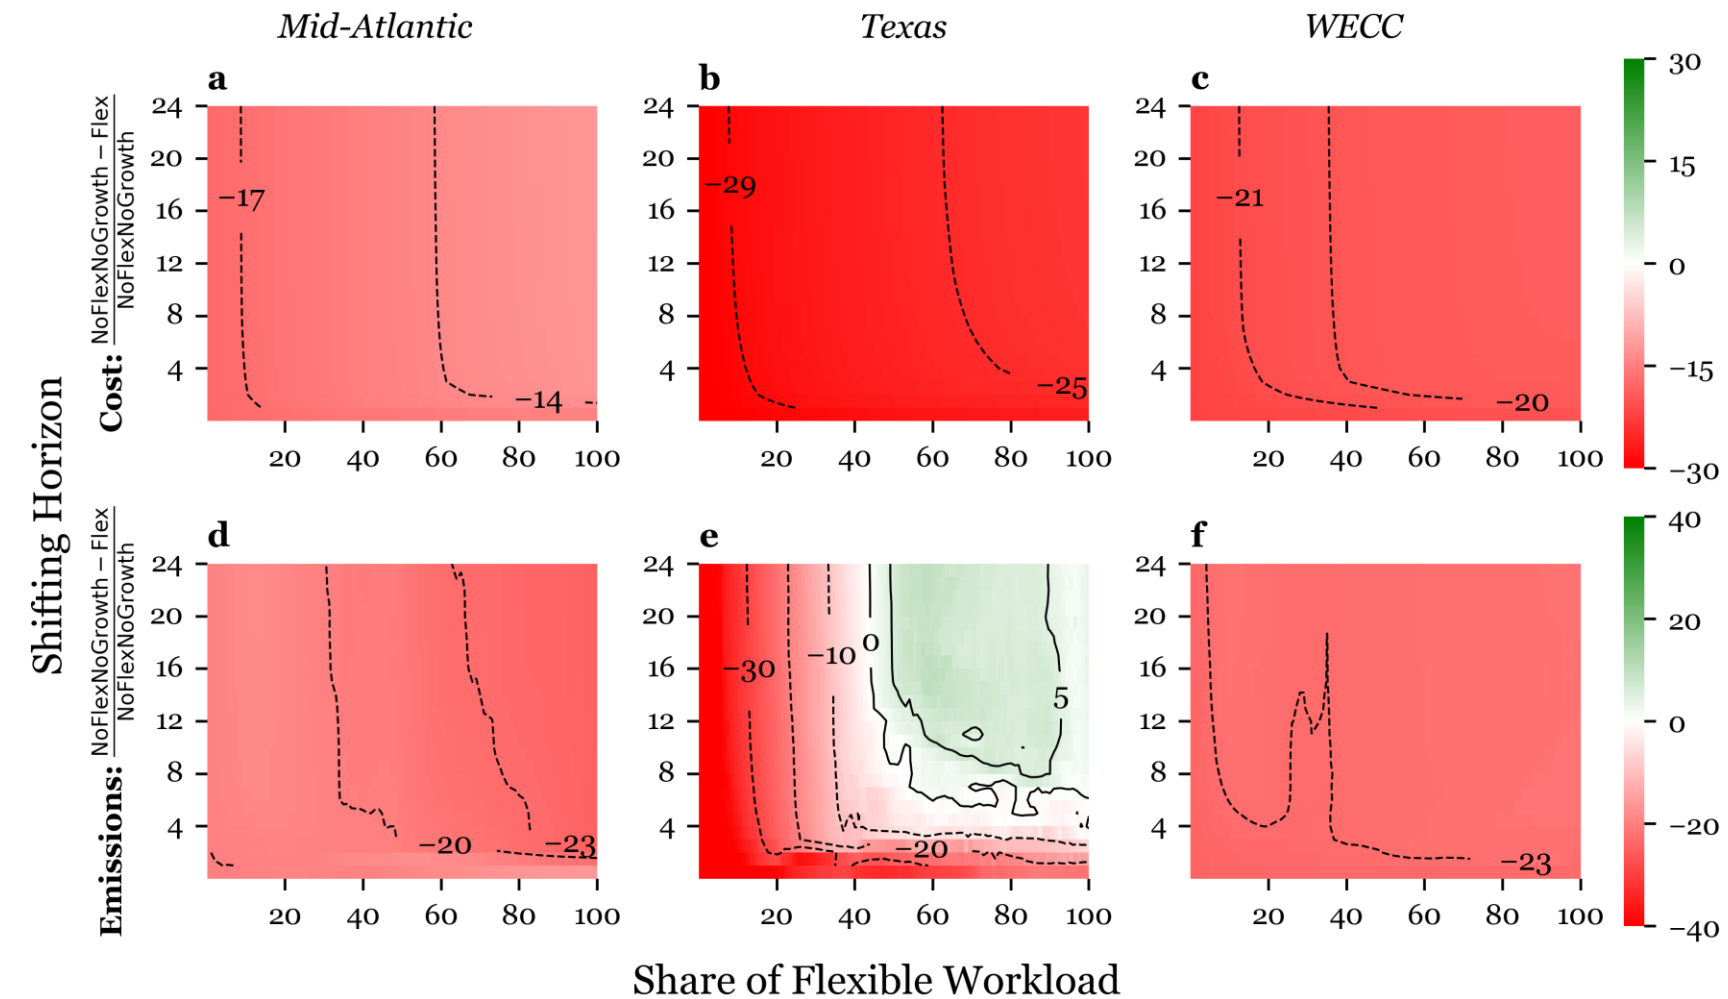 Mid-Atlantic Texas WECC
a b c
24 24 24 30
20 20 20 15
16 16 16
12 12 12 0
8 8 8
4 4 4 −15
−17 −29 −21
−14 −25 −20
20 40 60 80 100 20 40 60 80 100 20 40 60 80 100 −30
Cost: NoFlexNoGrowth − Flex
NoFlexNoGrowth
Shifting Horizon
d e f
24 24 24 40
20 20 20 20
16 16 16
12 12 12 0
8 8 8
4 4 4 −20
−30 −10 0 5
−20 −23 −20 −23
20 40 60 80 100 20 40 60 80 100 20 40 60 80 100 −40
Emissions: NoFlexNoGrowth − Flex
NoFlexNoGrowth
Share of Flexible Workload